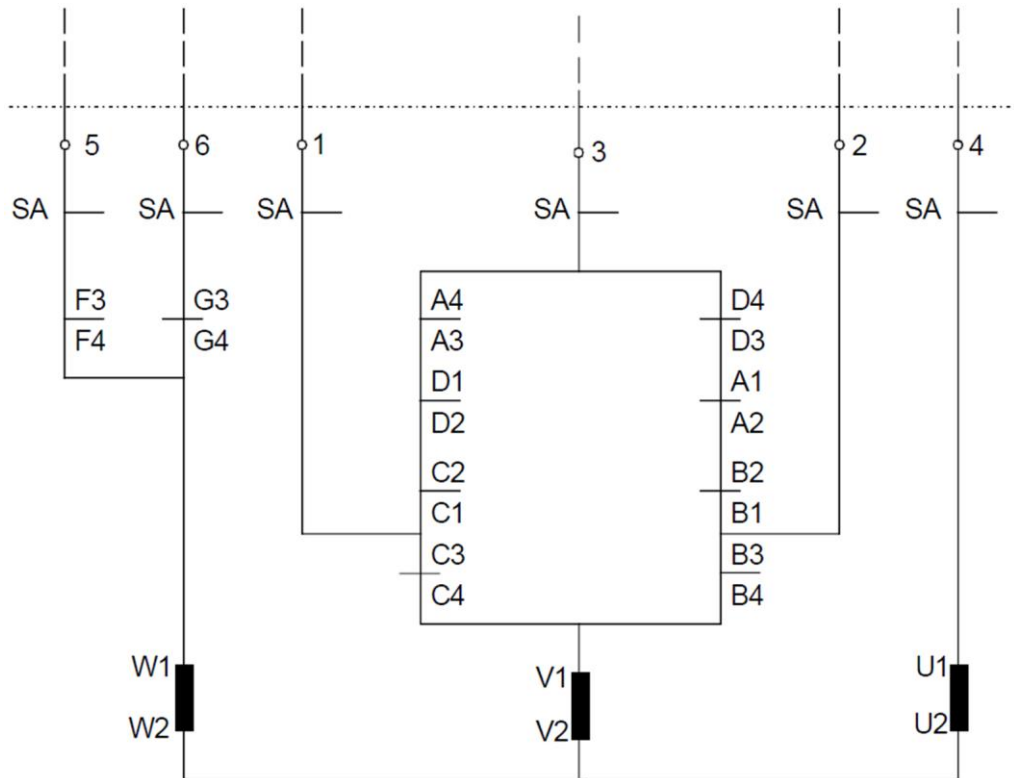 5 6 1 3 2 4
SA SA SA SA SA SA
F3 G3 A4 D4
F4 G4 A3 D3
D1 A1
D2 A2
C2 B2
C1 B1
C3 B3
C4 B4
W1 V1 U1
W2 V2 U2